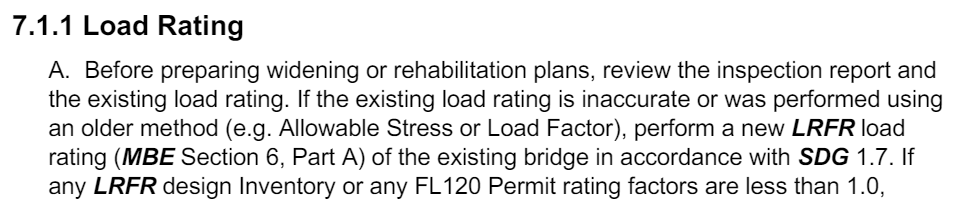 7.1.1 Load Rating
A. Before preparing widening or rehabilitation plans, review the inspection report and
the existing load rating. If the existing load rating is inaccurate or was performed using
an older method (e.g. Allowable Stress or Load Factor), perform a new LRFR load
rating (MBE Section 6, Part A) of the existing bridge in accordance with SDG 1.7. If
any LRFR design Inventory or any FL120 Permit rating factors are less than 1.0,